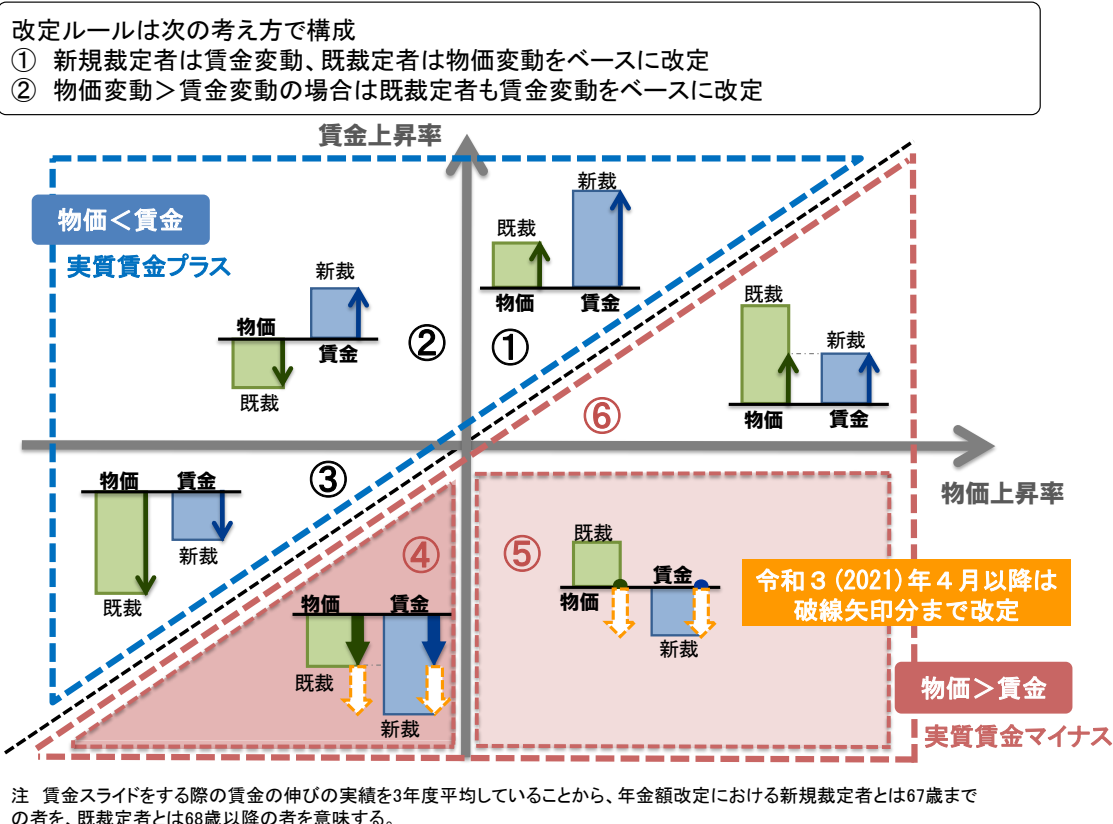 改定ルールは次の考え方で構成
① 新規裁定者は賃金変動、既裁定者は物価変動をベースに改定
② 物価変動＞賃金変動の場合は既裁定者も賃金変動をベースに改定
賃金上昇率
物価＜賃金
実質賃金プラス
新裁
既裁
物価
賃金
①
新裁
物価
賃金
既裁
②
既裁
新裁
物価
賃金
⑥
物価上昇率
物価
賃金
新裁
既裁
③
④
物価
賃金
既裁
新裁
⑤
既裁
物価
賃金
新裁
令和３(2021)年４月以降は
破線矢印分まで改定
物価＞賃金
実質賃金マイナス
注 賃金スライドをする際の賃金の伸びの実績を3年度平均していることから、年金額改定における新規裁定者とは67歳まで
の者を、既裁定者とは68歳以降の者を意味する。